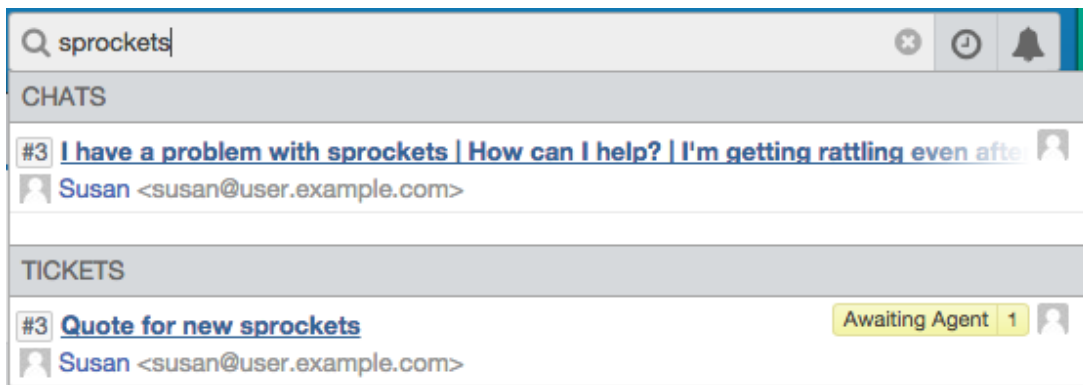 sprockets
CHATS
#3 I have a problem with sprockets | How can I help? | I'm getting rattling even after
Susan <susan@user.example.com>
TICKETS
#3 Quote for new sprockets Awaiting Agent 1
Susan <susan@user.example.com>